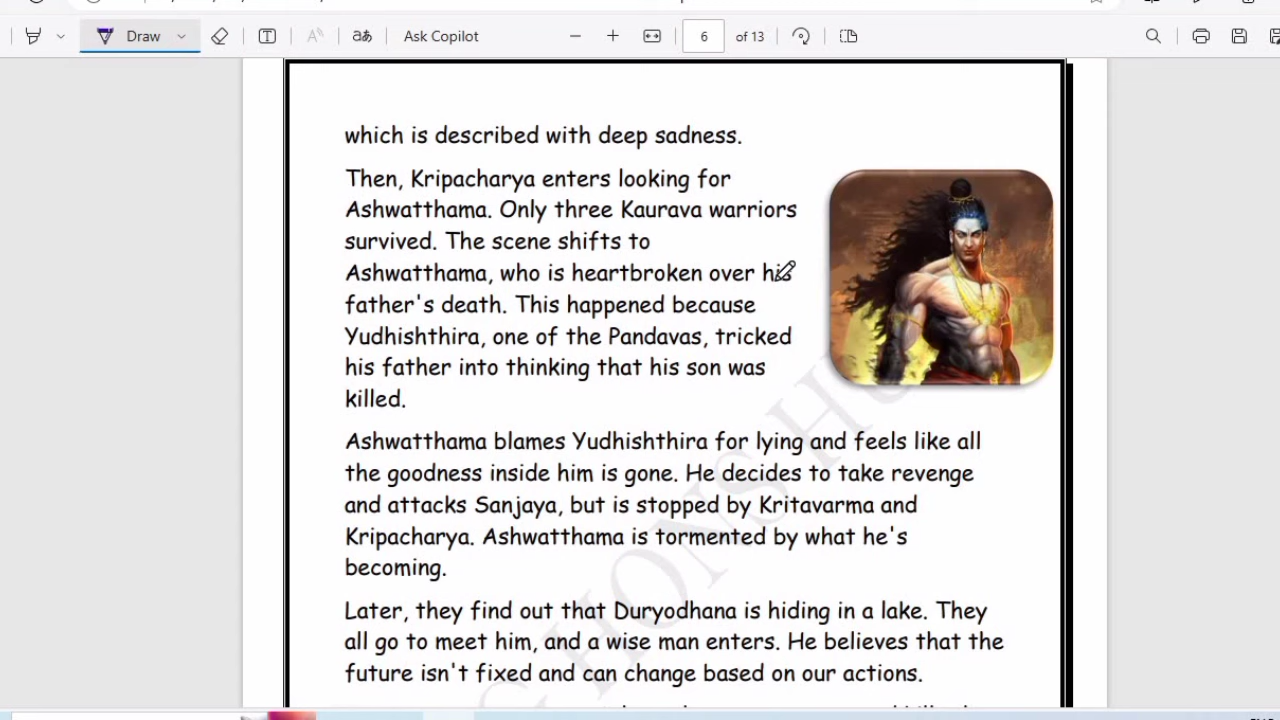 Draw
aあ
Ask Copilot
6
of 13
which is described with deep sadness.
Then, Kripacharya enters looking for
Ashwatthama. Only three Kaurava warriors
survived. The scene shifts to
Ashwatthama, who is heartbroken over his
father's death. This happened because
Yudhishthira, one of the Pandavas, tricked
his father into thinking that his son was
killed.
Ashwatthama blames Yudhishthira for lying and feels like all
the goodness inside him is gone. He decides to take revenge
and attacks Sanjaya, but is stopped by Kritavarma and
Kripacharya. Ashwatthama is tormented by what he's
becoming.
Later, they find out that Duryodhana is hiding in a lake. They
all go to meet him, and a wise man enters. He believes that the
future isn't fixed and can change based on our actions.
HONS